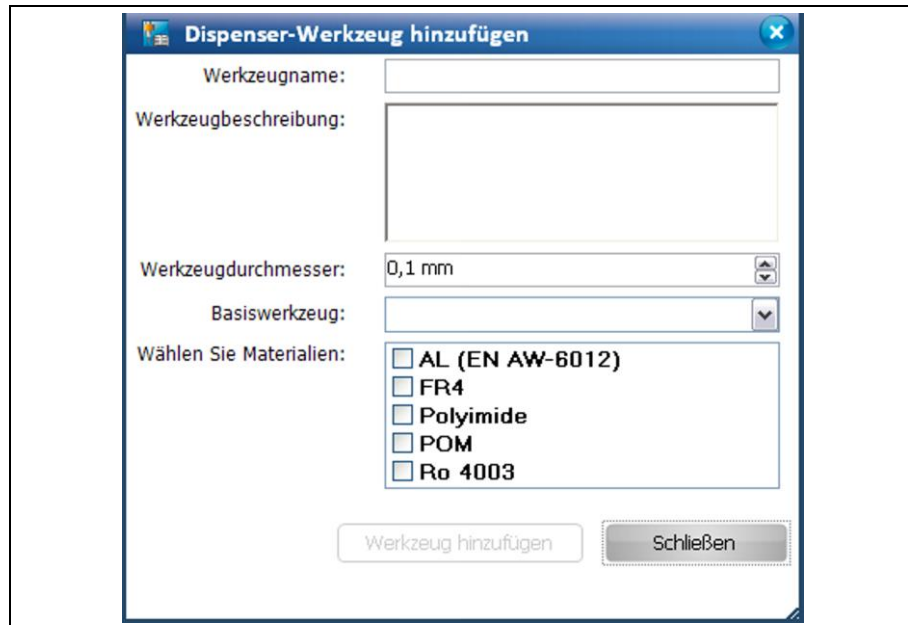 Dispenser-Werkzeug hinzufügen
Werkzeugname:
Werkzeugbeschreibung:
Werkzeugdurchmesser: 0,1 mm
Basiswerkzeug:
Wählen Sie Materialien: AL (EN AW-6012)
FR4
Polyimide
POM
Ro 4003
Werkzeug hinzufügen Schließen